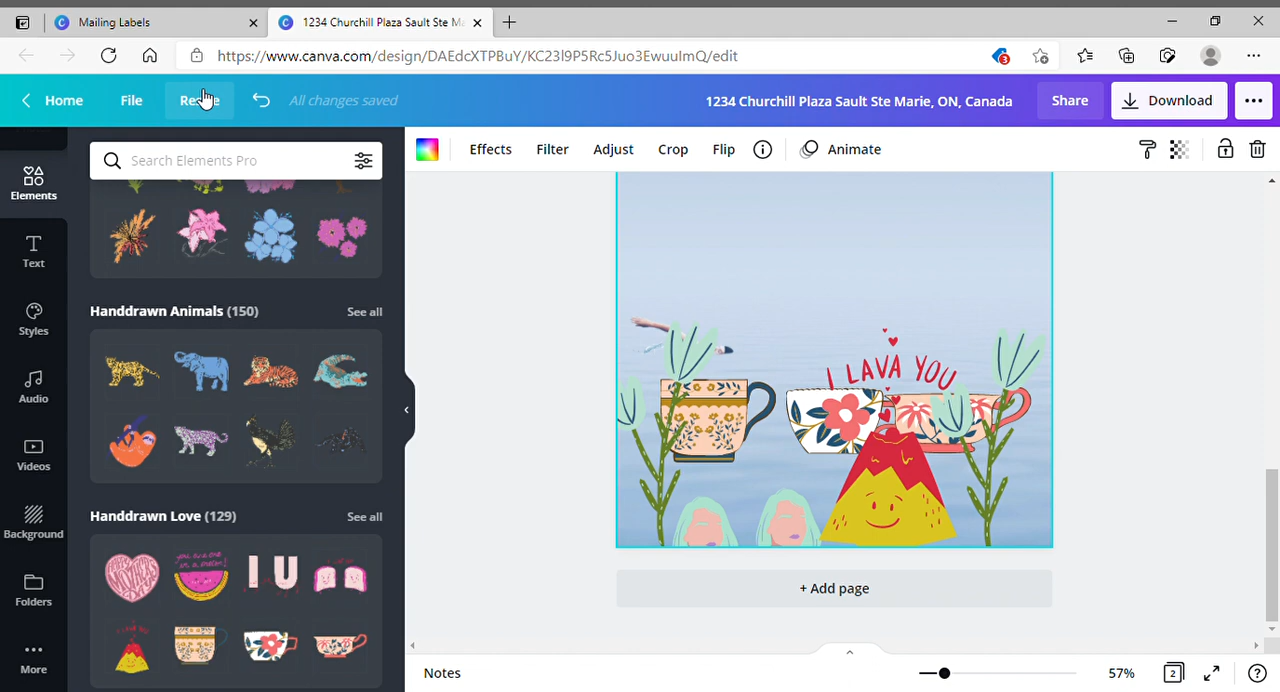 Mailing Labels
1234 Churchill Plaza Sault Ste Ma
https://www.canva.com/design/DAEdcXTPBuY/KC23l9P5Rc5Juo3EwuuImQ/edit
3
Home File All changes saved
1234 Churchill Plaza Sault Ste Marie, ON, Canada Share Download
Elements
Text
Styles
Audio
Videos
Background
Folders
More
Search Elements Pro
Handdrawn Animals (150) See all
Handdrawn Love (129) See all
I U
Effects Filter Adjust Crop Flip Animate
I LAVA YOU
+ Add page
Notes 57% 2